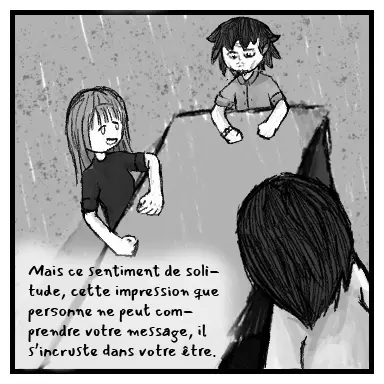 Mais ce sentiment de soli-
tude, cette impression que
personne ne peut com-
prendre votre message, il
s'incruste dans votre être.